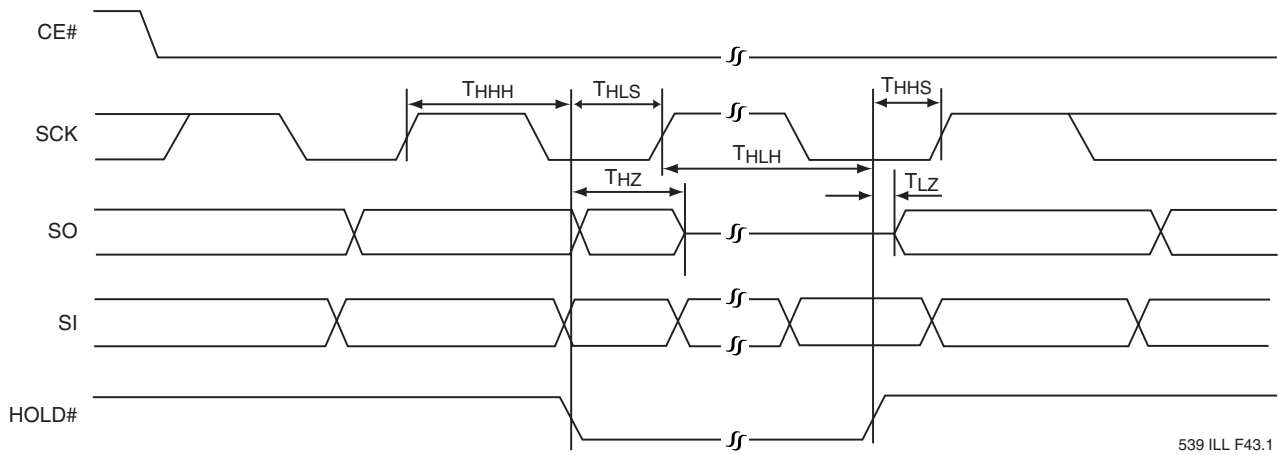 CE#
THHH
THLS
THHS
SCK
THLH
THZ
TLZ
SO
SI
HOLD#
539 ILL F43.1